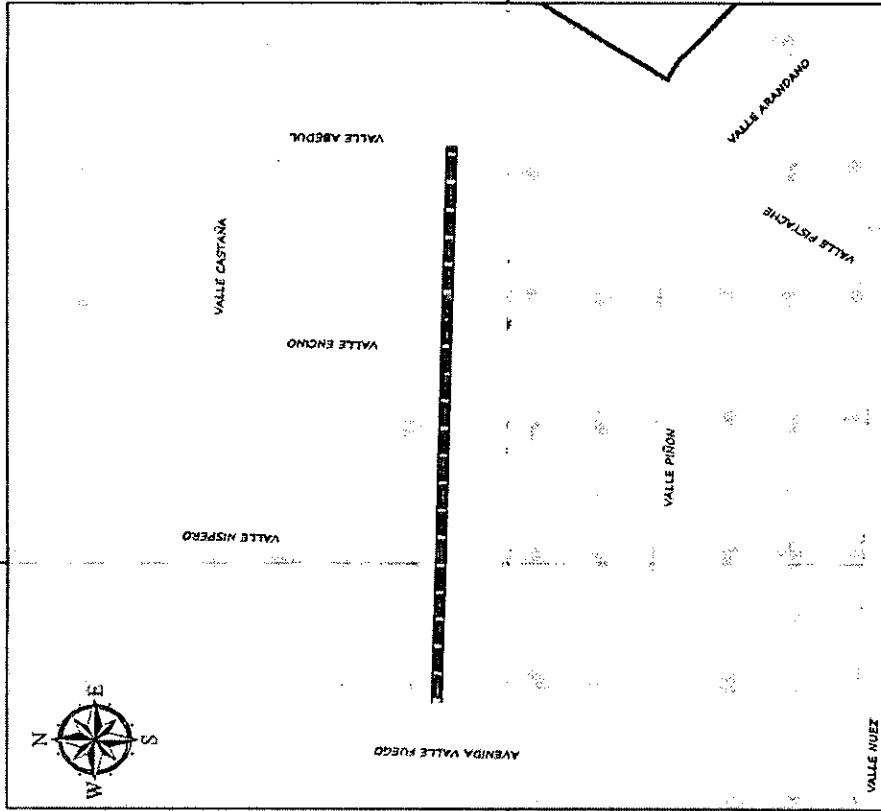 VALLE ARANDANO
VALLE ABEDUL
VALLE CASTAÑA
VALLE PISTACHE
VALLE ENCINO
VALLE PIÑON
VALLE NISPERO
N
E
S
W
AVENIDA VALLE FUEGO
VALLE NUEZ